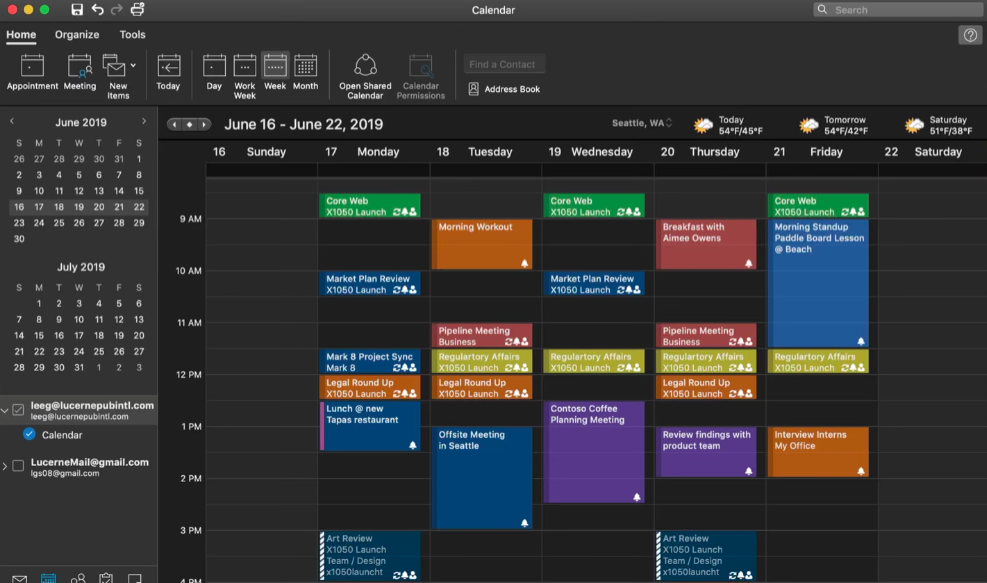 Calendar
Search
Home Organize Tools
Appointment Meeting New Items Today Day Work Week Week Month Open Shared Calendar Calendar Permissions
Find a Contact
Address Book
June 2019
S M T W T F S
26 27 28 29 30 31 1
2 3 4 5 6 7 8
9 10 11 12 13 14 15
16 17 18 19 20 21 22
23 24 25 26 27 28 29
30
July 2019
S M T W T F S
1 2 3 4 5 6
7 8 9 10 11 12 13
14 15 16 17 18 19 20
21 22 23 24 25 26 27
28 29 30 31 1 2 3
leeg@lucernepubintl.com
leeg@lucernepubintl.com
Calendar
LucerneMail@gmail.com
lgs08@gmail.com
June 16 - June 22, 2019
Seattle, WA
Today
54°F/45°F
Tomorrow
54°F/42°F
Saturday
51°F/38°F
16 Sunday 17 Monday 18 Tuesday 19 Wednesday 20 Thursday 21 Friday 22 Saturday
9 AM
10 AM
11 AM
12 PM
1 PM
2 PM
3 PM
4 PM
Core Web
X1050 Launch
Market Plan Review
X1050 Launch
Mark 8 Project Sync
Mark 8
Legal Round Up
X1050 Launch
Lunch @ new
Tapas restaurant
Art Review
X1050 Launch
Team / Design
x1050launcht
Morning Workout
Pipeline Meeting
Business
Regulartory Affairs
X1050 Launch
Legal Round Up
X1050 Launch
Offsite Meeting
in Seattle
Core Web
X1050 Launch
Market Plan Review
X1050 Launch
Regulartory Affairs
X1050 Launch
Contoso Coffee
Planning Meeting
Breakfast with
Aimee Owens
Pipeline Meeting
Business
Regulartory Affairs
X1050 Launch
Legal Round Up
X1050 Launch
Review findings with
product team
Art Review
X1050 Launch
Team / Design
x1050launcht
Core Web
X1050 Launch
Morning Standup
Paddle Board Lesson
@ Beach
Regulartory Affairs
X1050 Launch
Interview Interns
My Office